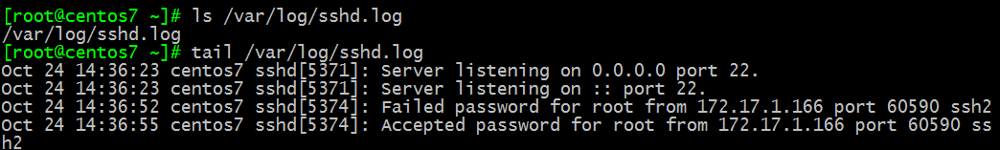 [root@centos7 ~]# ls /var/log/sshd.log
/var/log/sshd.log
[root@centos7 ~]# tail /var/log/sshd.log
Oct 24 14:36:23 centos7 sshd[5371]: Server listening on 0.0.0.0 port 22.
Oct 24 14:36:23 centos7 sshd[5371]: Server listening on :: port 22.
Oct 24 14:36:52 centos7 sshd[5374]: Failed password for root from 172.17.1.166 port 60590 ssh2
Oct 24 14:36:55 centos7 sshd[5374]: Accepted password for root from 172.17.1.166 port 60590 ss
h2